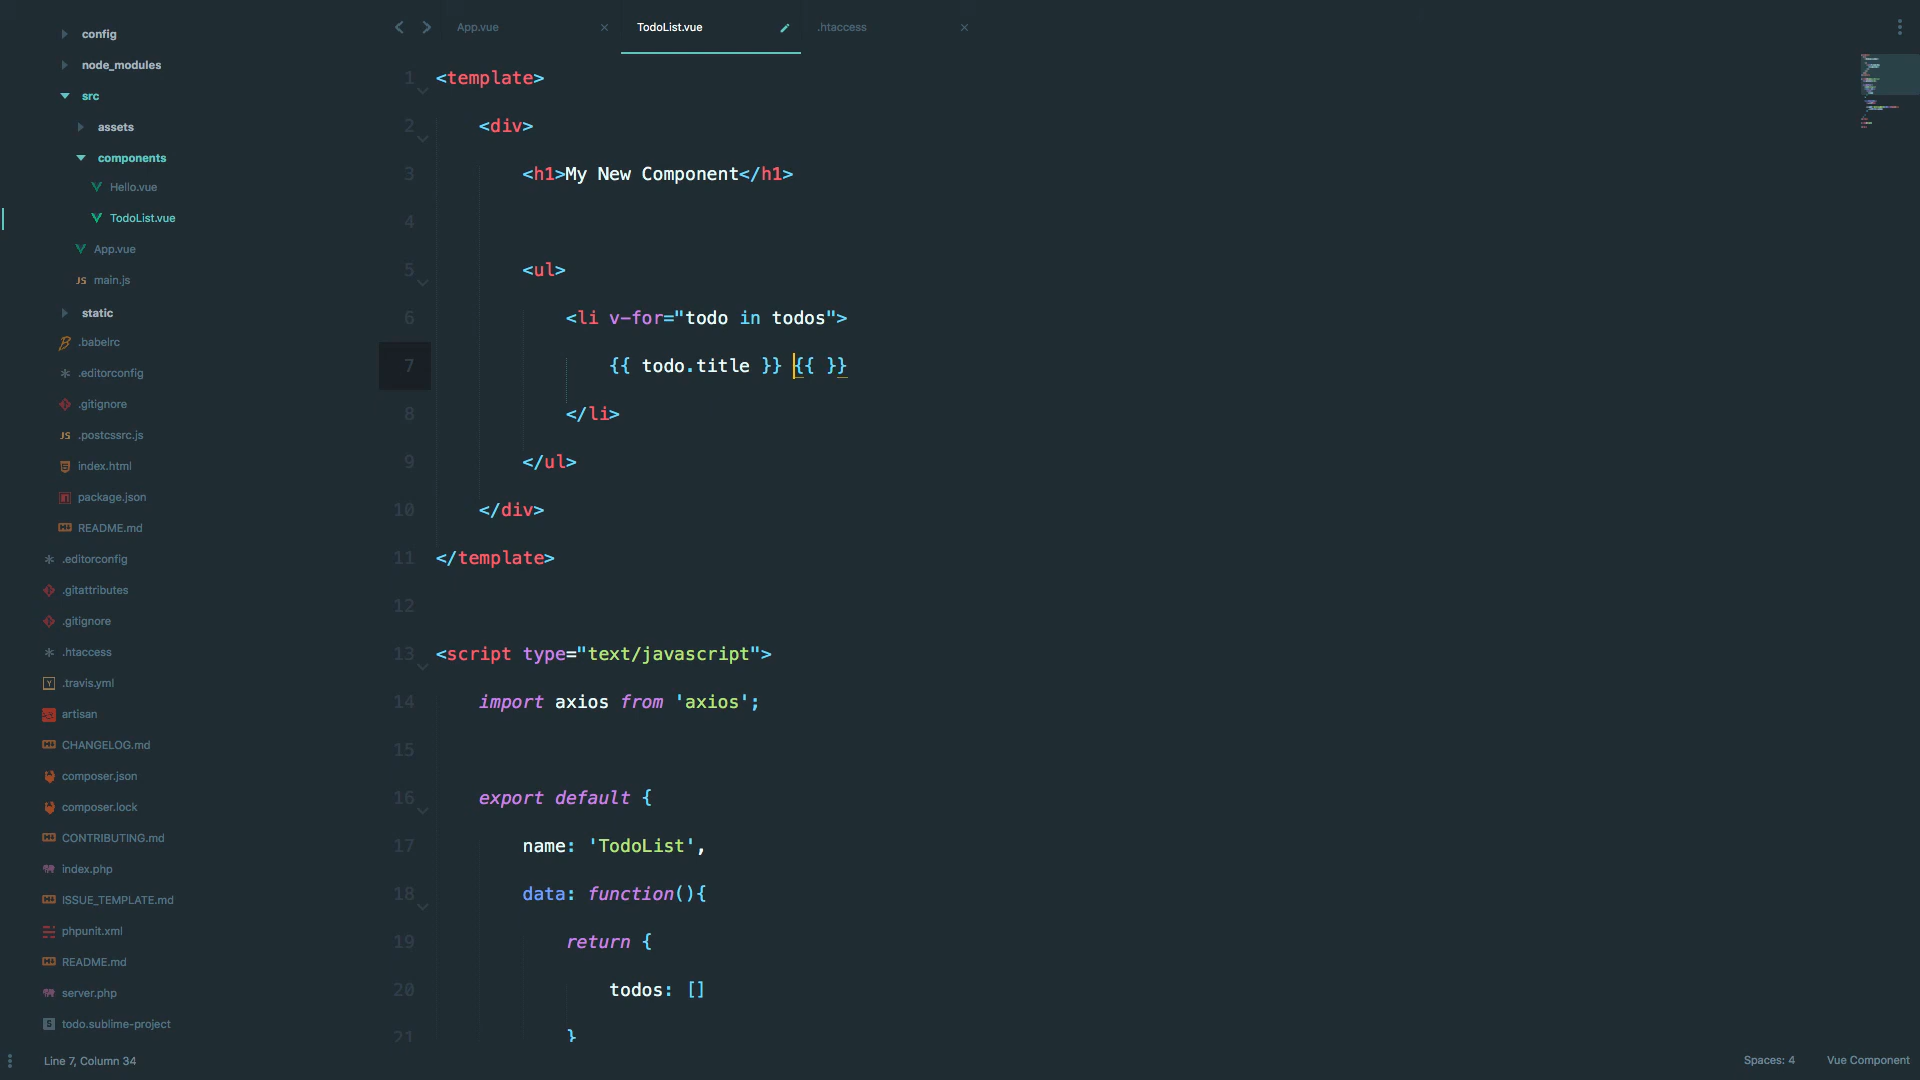 config
node_modules
src
assets
components
Hello.vue
TodoList.vue
App.vue
JS main.js
static
.babelrc
.editorconfig
.gitignore
JS .postcssrc.js
index.html
package.json
README.md
.editorconfig
.gitattributes
.gitignore
.htaccess
.travis.yml
artisan
CHANGELOG.md
composer.json
composer.lock
CONTRIBUTING.md
index.php
ISSUE_TEMPLATE.md
phpunit.xml
README.md
server.php
todo.sublime-project
App.vue TodoList.vue .htaccess
1 <template>
2 <div>
3 <h1>My New Component</h1>
4
5 <ul>
6 <li v-for="todo in todos">
7 {{ todo.title }} {{ }}
8 </li>
9 </ul>
10 </div>
11 </template>
12
13 <script type="text/javascript">
14 import axios from 'axios';
15
16 export default {
17 name: 'TodoList',
18 data: function(){
19 return {
20 todos: []
21 }
Line 7, Column 34
Spaces: 4 Vue Component